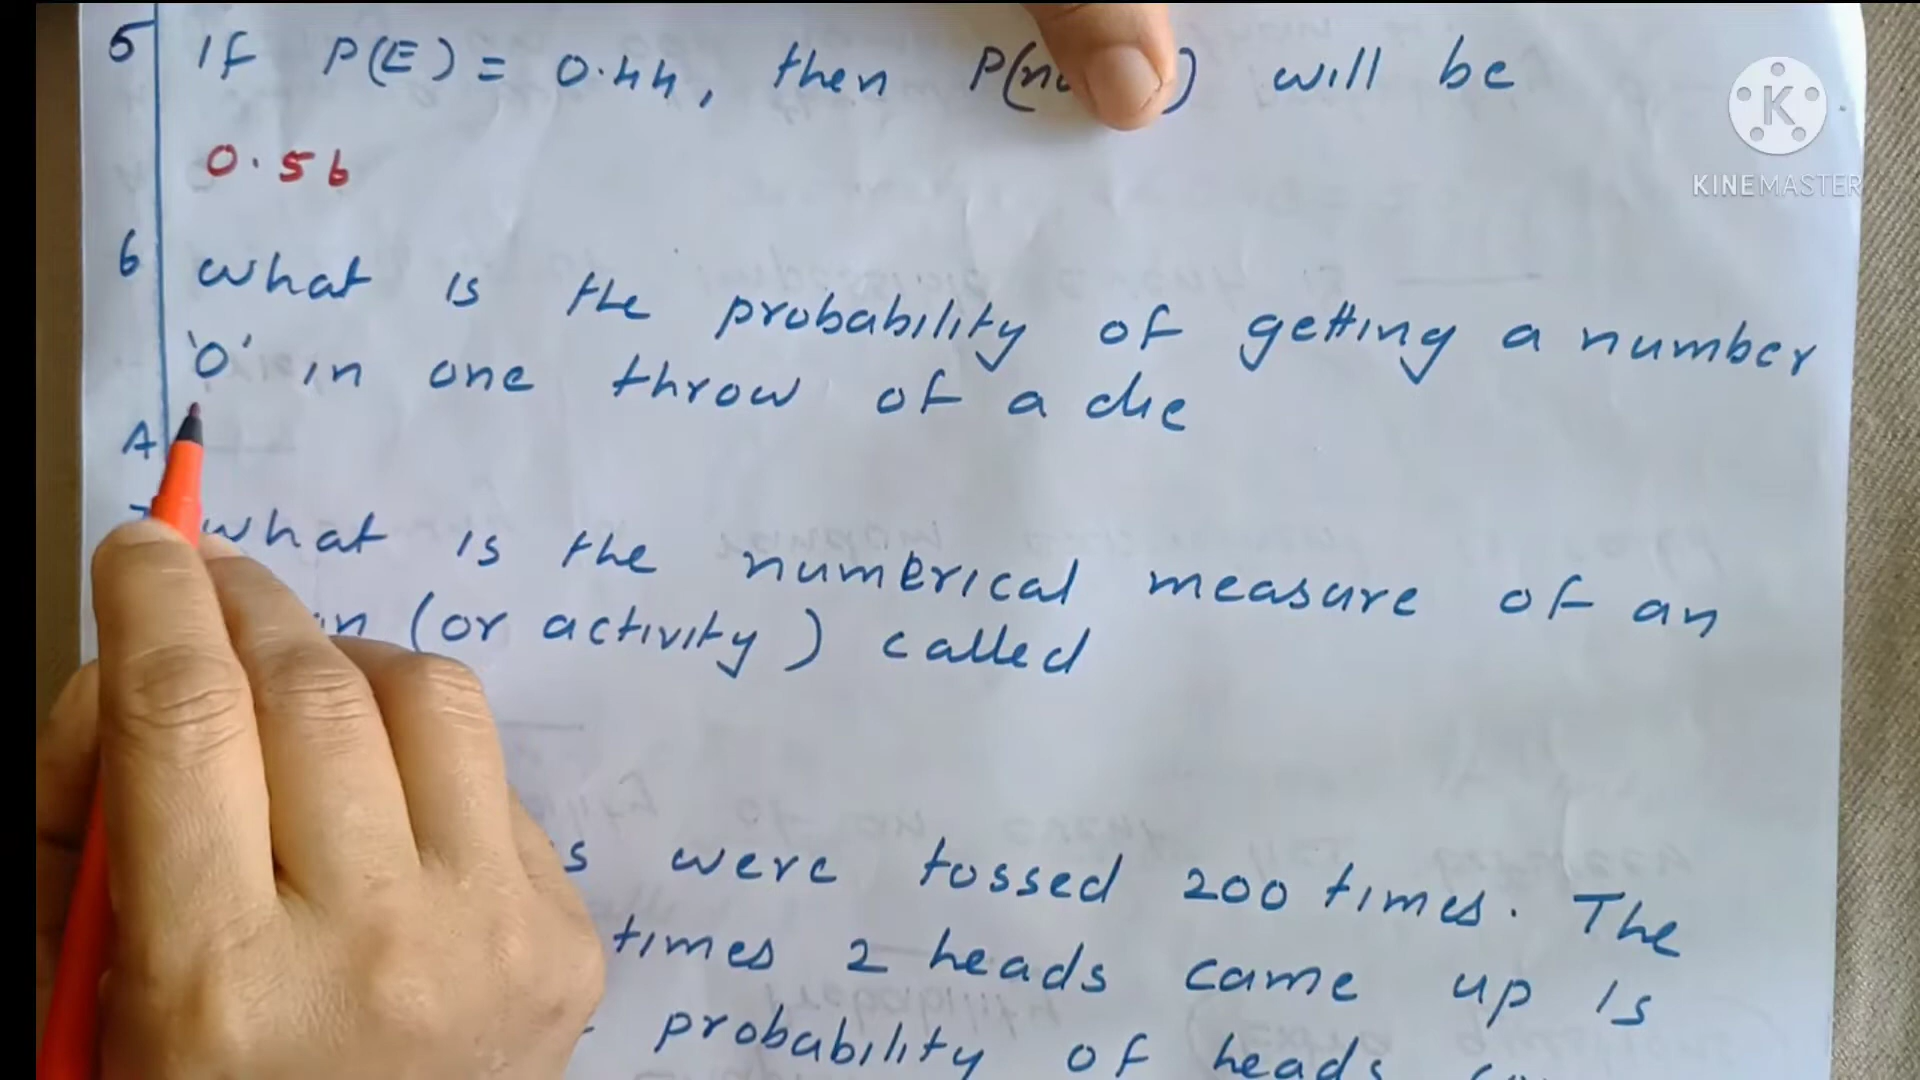 5 If P(E) = 0.44, then will be
0.56
KINEMASTER
6 What is the probability of getting a number
'0' in one throw of a die
A
What is the numerical measure of an
(or activity) called
were tossed 200 times. The
times 2 heads came up is
probability of heads